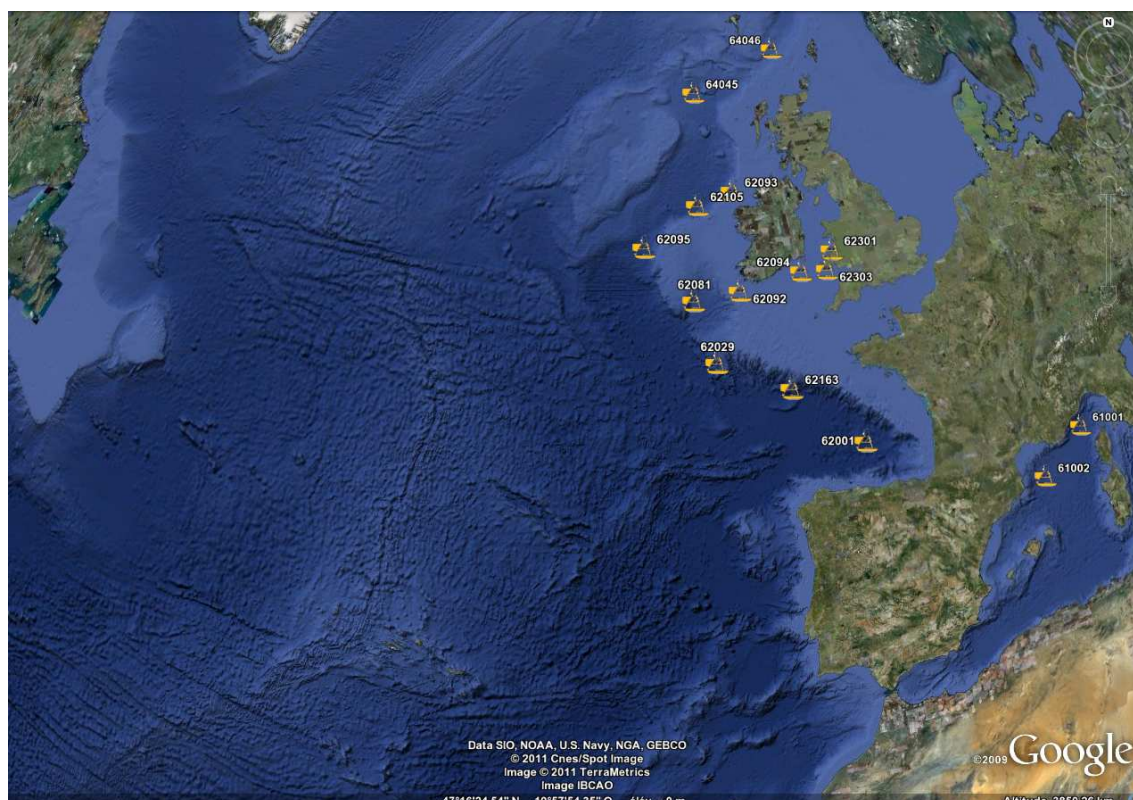 N
64046
64045
62093
62105
62095
62301
62094
62303
62081
62092
62029
62163
62001
61001
61002
Data SIO, NOAA, U.S. Navy, NGA, GEBCO
© 2011 Cnes/Spot Image
Image © 2011 TerraMetrics
Image IBCAO
©2009 Google